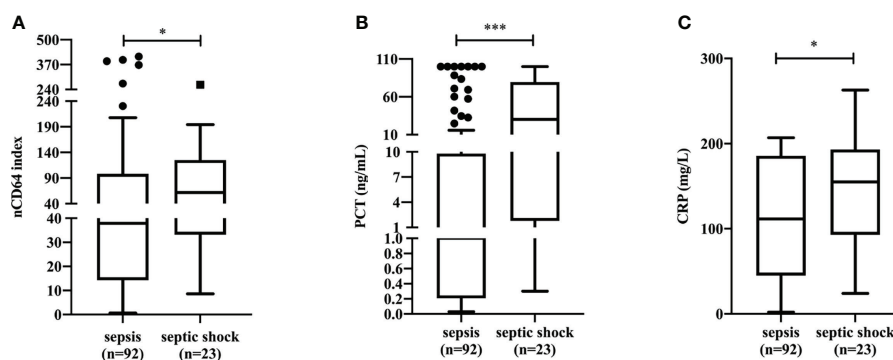 A
*
500
370
240
240
190
140
90
40
40
30
20
10
0
nCD64 index
sepsis
(n=92)
septic shock
(n=23)
B
***
110
60
10
10
7
4
1
1.0
0.8
0.6
0.4
0.2
0.0
PCT (ng/mL)
sepsis
(n=92)
septic shock
(n=23)
C
*
300
200
100
0
CRP (mg/L)
sepsis
(n=92)
septic shock
(n=23)